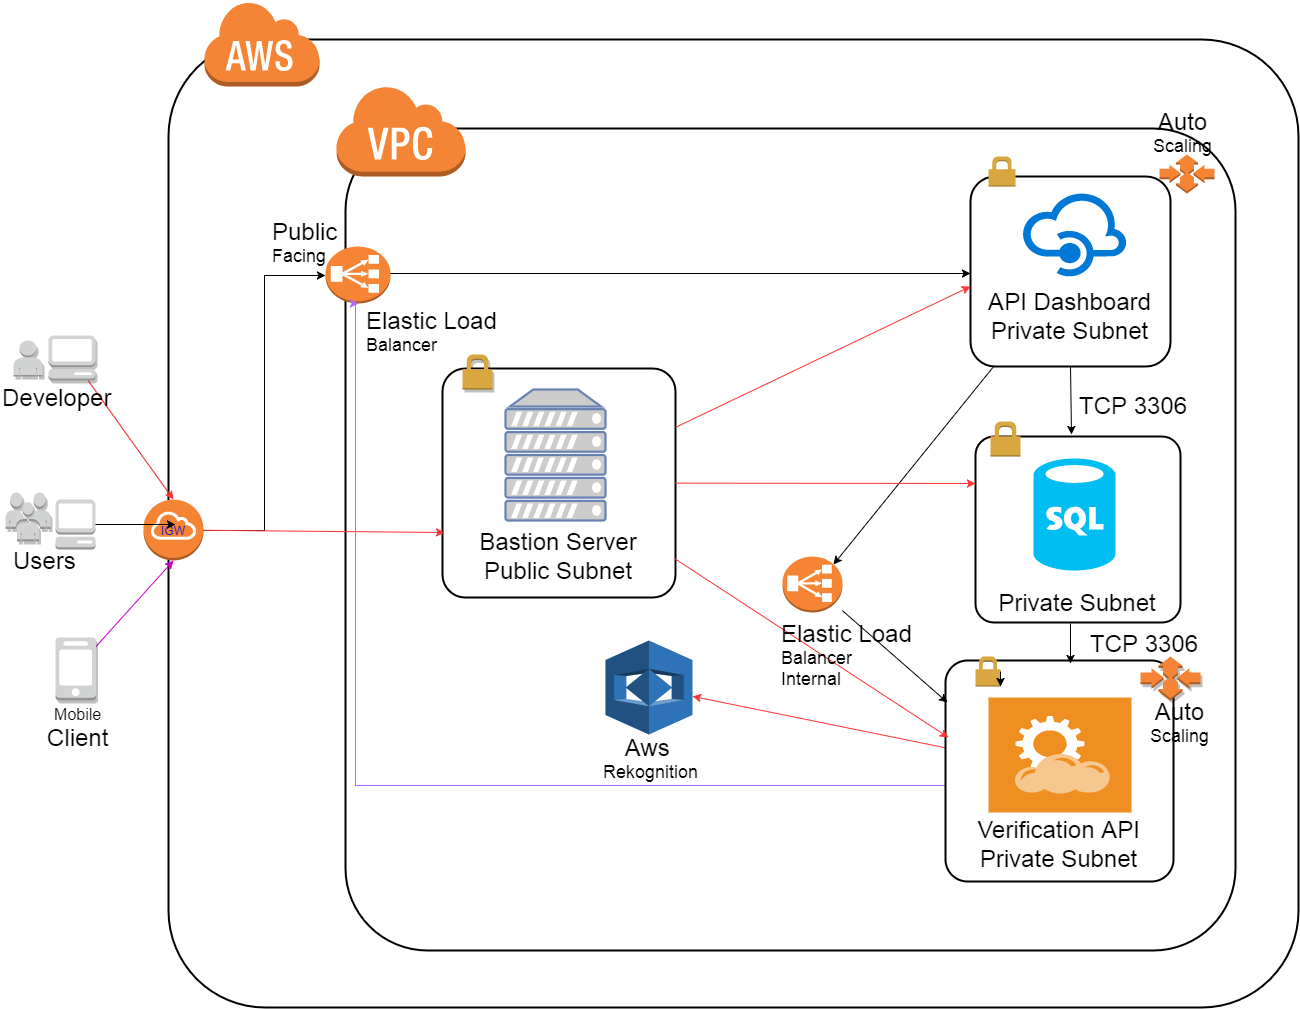 AWS
VPC
Auto
Scaling
Public
Facing
Elastic Load
Balancer
API Dashboard
Private Subnet
Developer
TCP 3306
IGW
Users
Bastion Server
Public Subnet
SQL
Private Subnet
Elastic Load
Balancer
Internal
TCP 3306
Mobile
Client
Aws
Rekognition
Auto
Scaling
Verification API
Private Subnet